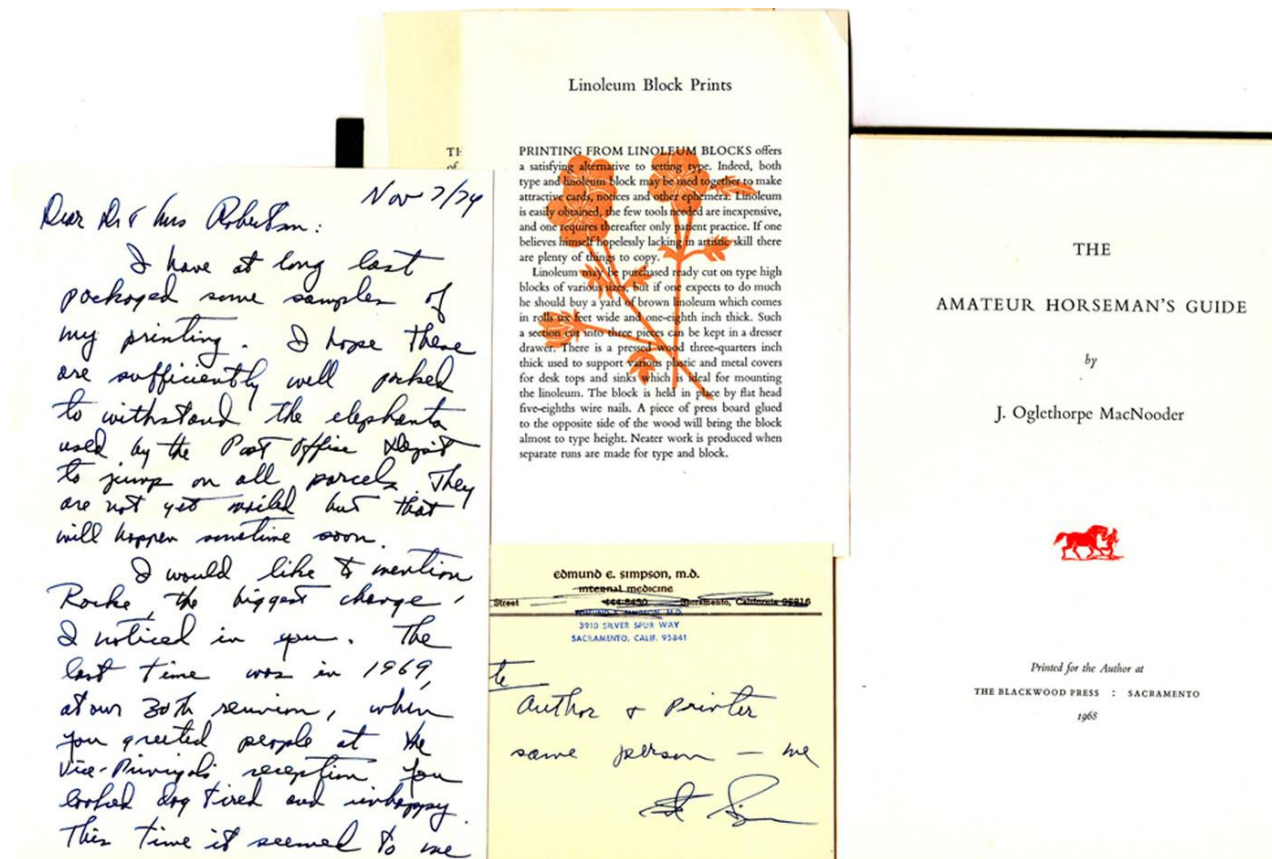 Nov 7/74
Dear Dr & Mrs Robertson:
I have at long last
packaged some samples of
my printing. I hope these
are sufficiently well packed
to withstand the elephants
used by the Post Office Dep't
to jump on all parcels. They
are not yet mailed but that
will happen sometime soon.
I would like to mention
Rocke, the biggest change
I noticed in you. The
last time was in 1969,
at our 30th reunion, when
you greeted people at the
Vice-Principal's reception you
looked dog tired and unhappy.
This time it seemed to me
TH
of
Linoleum Block Prints
PRINTING FROM LINOLEUM BLOCKS offers
a satisfying alternative to setting type. Indeed, both
type and linoleum block may be used together to make
attractive cards, notices and other ephemera. Linoleum
is easily obtained, the few tools needed are inexpensive,
and one requires thereafter only patient practice. If one
believes himself hopelessly lacking in artistic skill there
are plenty of things to copy.
Linoleum may be purchased ready cut on type high
blocks of various sizes, but if one expects to do much
he should buy a yard of brown linoleum which comes
in rolls six feet wide and one-eighth inch thick. Such
a section cut into three pieces can be kept in a dresser
drawer. There is a pressed wood three-quarters inch
thick used to support various plastic and metal covers
for desk tops and sinks which is ideal for mounting
the linoleum. The block is held in place by flat head
five-eighths wire nails. A piece of press board glued
to the opposite side of the wood will bring the block
almost to type height. Neater work is produced when
separate runs are made for type and block.
edmund e. simpson, m.d.
internal medicine
Street 444-8450 Sacramento, California 95816
EDMUND E. SIMPSON, M.D.
3910 SILVER SPUR WAY
SACRAMENTO, CALIF. 95841
te
Author & Printer
same person — me
THE
AMATEUR HORSEMAN'S GUIDE
by
J. Oglethorpe MacNooder
Printed for the Author at
THE BLACKWOOD PRESS : SACRAMENTO
1968